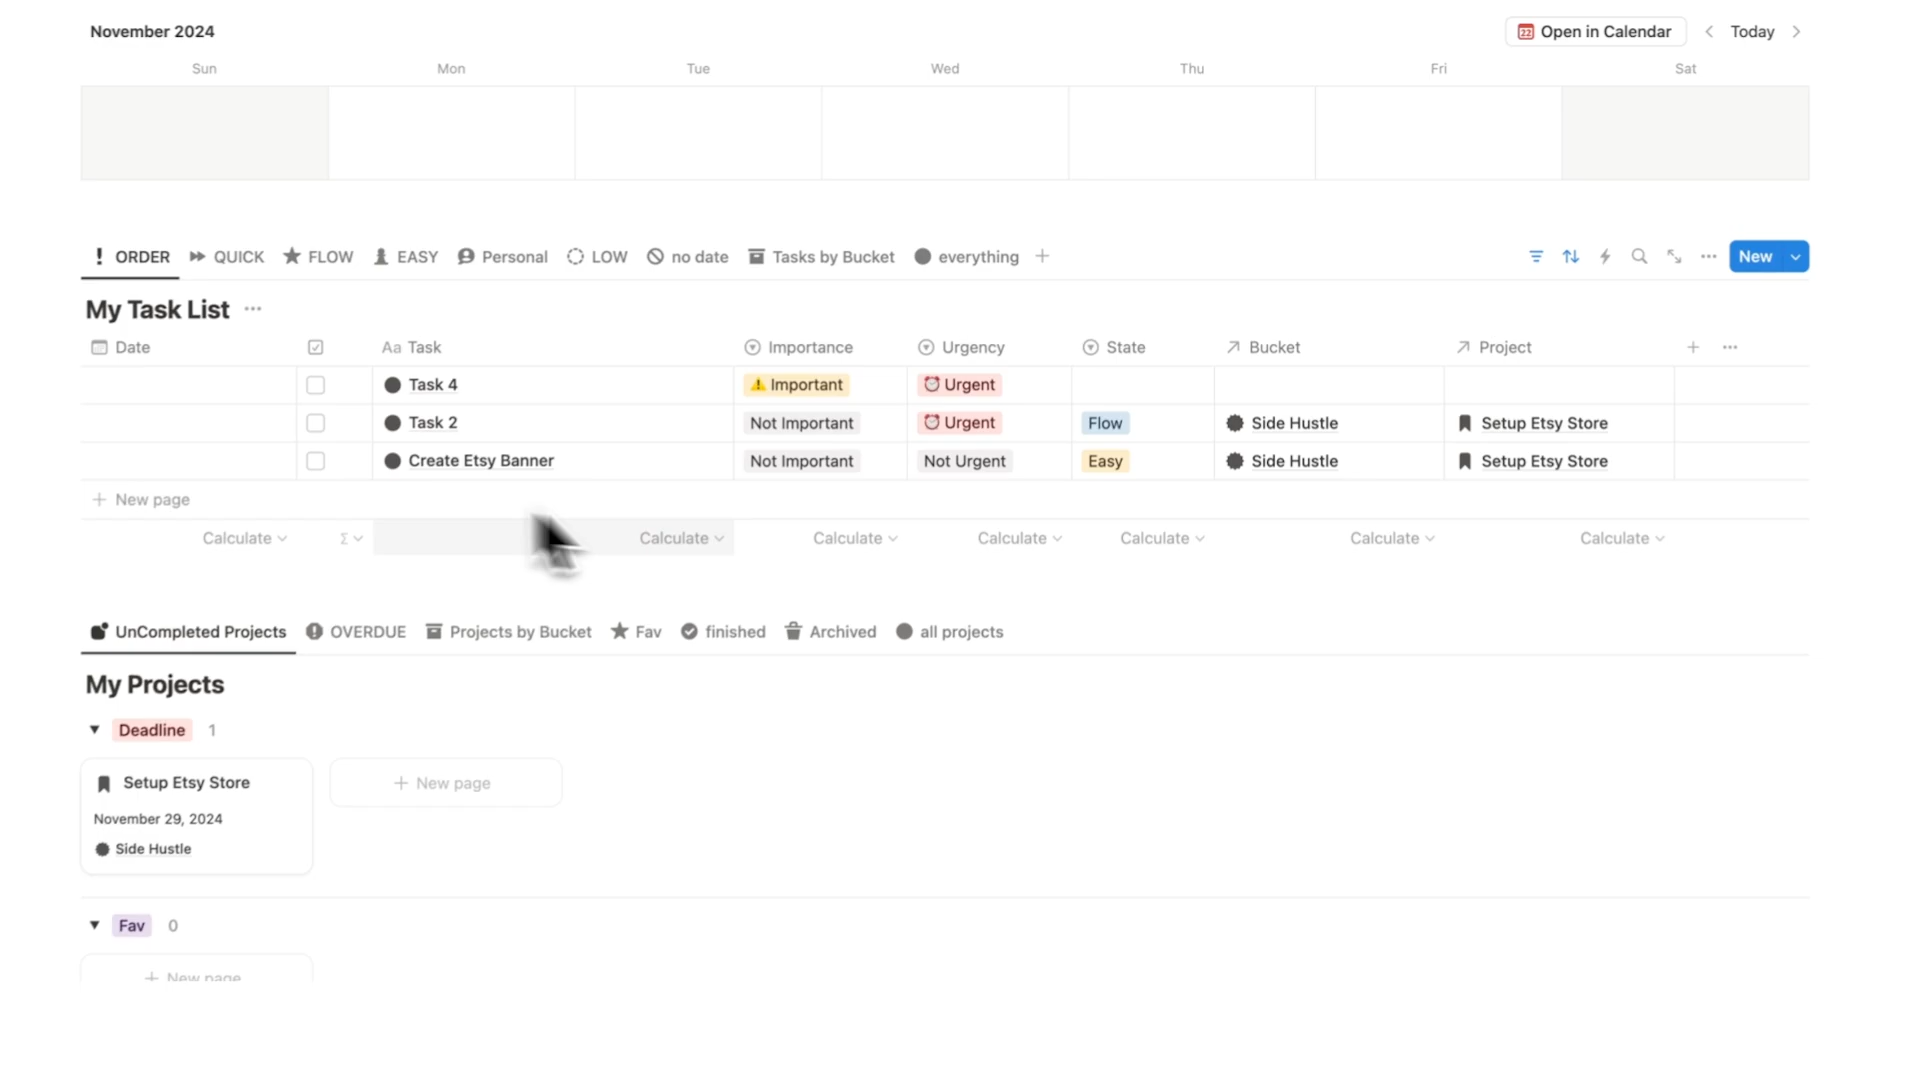 November 2024
Open in Calendar
Today
Sun Mon Tue Wed Thu Fri Sat
ORDER QUICK FLOW EASY Personal LOW no date Tasks by Bucket everything
New
My Task List
Date Aa Task Importance Urgency State Bucket Project
Task 4 Important Urgent
Task 2 Not Important Urgent Flow Side Hustle Setup Etsy Store
Create Etsy Banner Not Important Not Urgent Easy Side Hustle Setup Etsy Store
+ New page
Calculate Σ Calculate Calculate Calculate Calculate Calculate Calculate
UnCompleted Projects OVERDUE Projects by Bucket Fav finished Archived all projects
My Projects
Deadline 1
Setup Etsy Store
+ New page
November 29, 2024
Side Hustle
Fav 0
+ New page